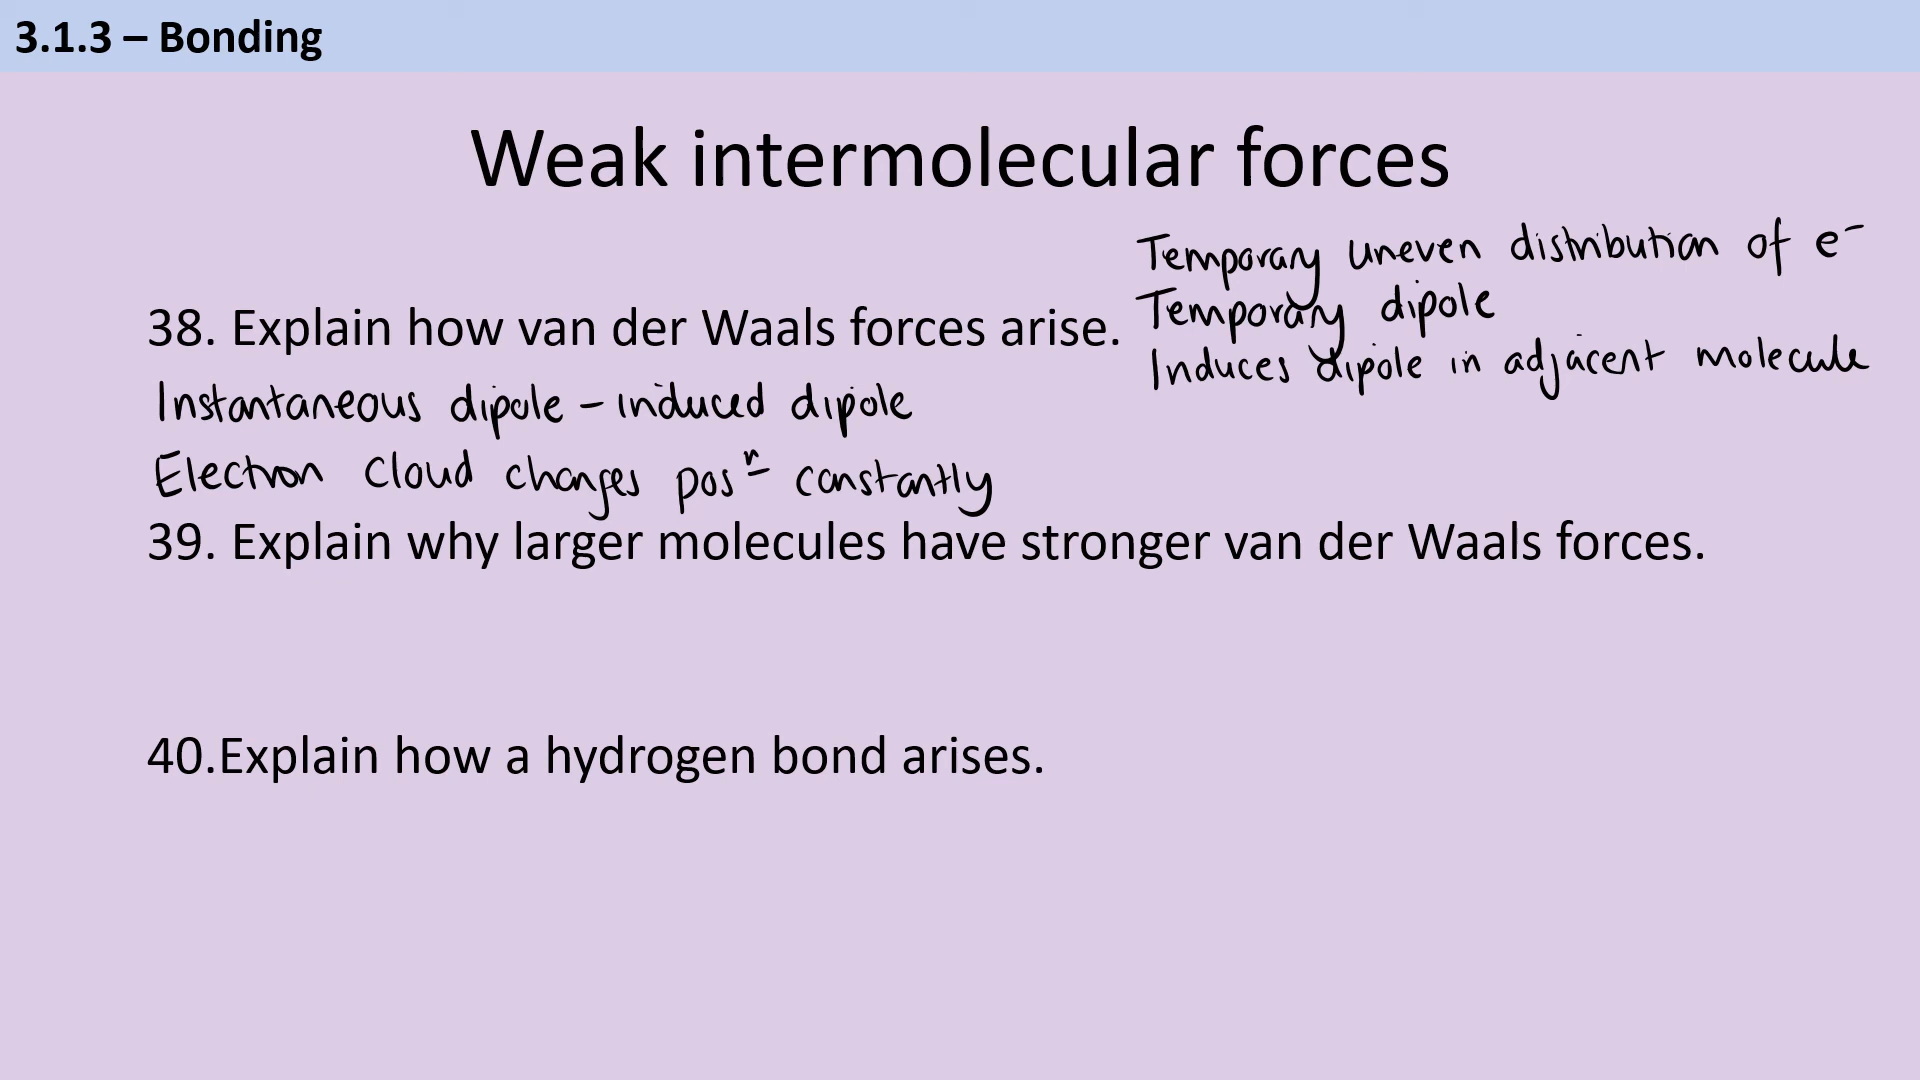 3.1.3 – Bonding
Weak intermolecular forces
38. Explain how van der Waals forces arise.
Temporary uneven distribution of e⁻
Temporary dipole
Induces dipole in adjacent molecule
Instantaneous dipole – induced dipole
Electron cloud changes posⁿ constantly
39. Explain why larger molecules have stronger van der Waals forces.
40.Explain how a hydrogen bond arises.